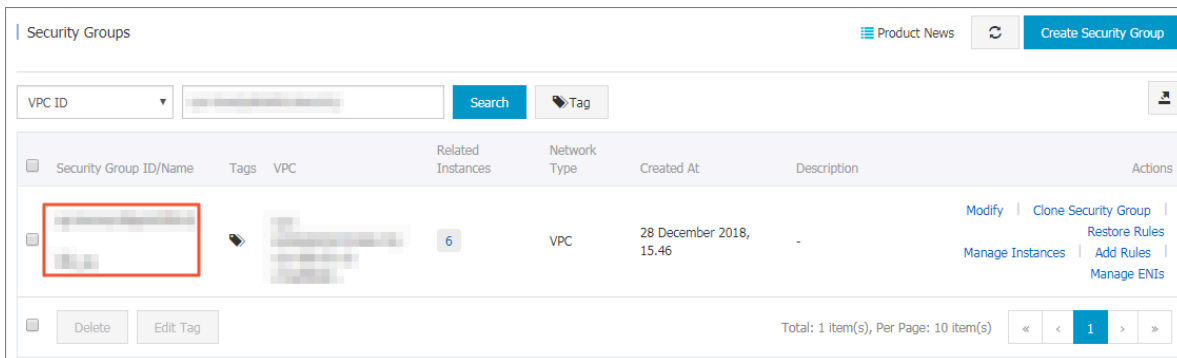 Security Groups
Product News
Create Security Group
VPC ID
Search
Tag
Security Group ID/Name
Tags
VPC
Related
Instances
Network
Type
Created At
Description
Actions
6
VPC
28 December 2018,
15.46
-
Modify | Clone Security Group |
Restore Rules
Manage Instances | Add Rules |
Manage ENIs
Delete
Edit Tag
Total: 1 item(s), Per Page: 10 item(s)
« ‹ 1 › »